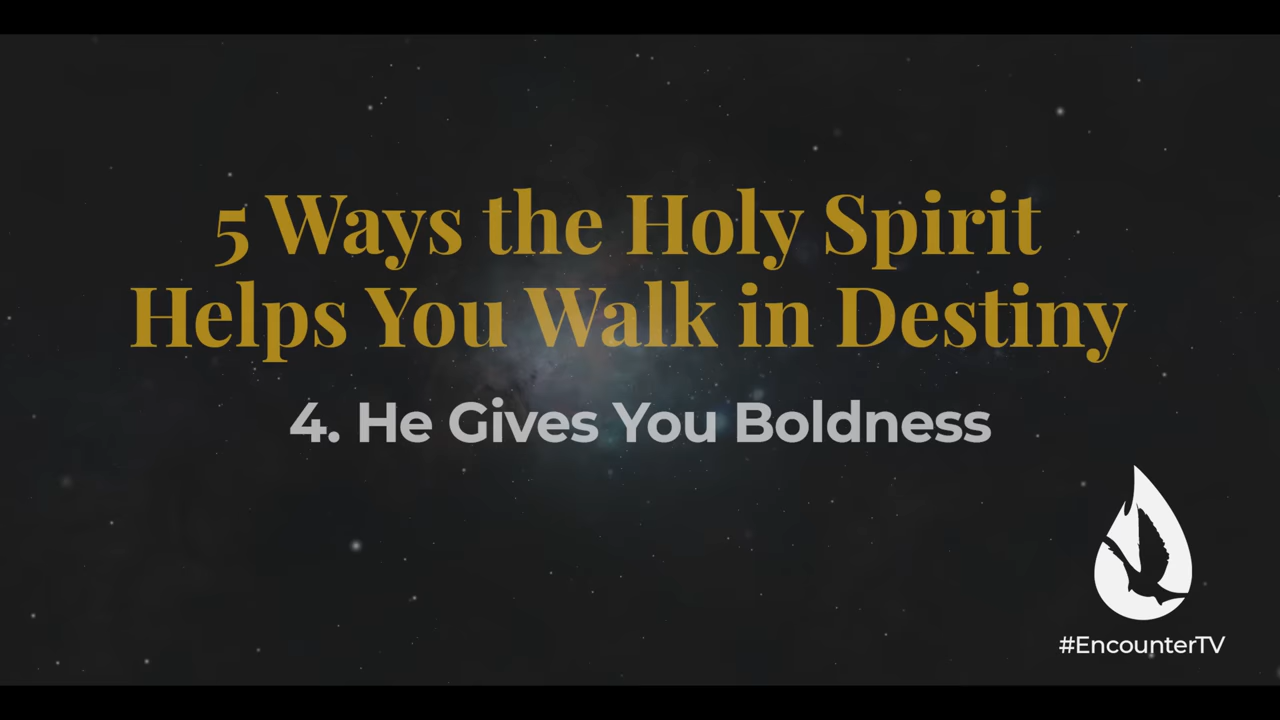 5 Ways the Holy Spirit
Helps You Walk in Destiny
4. He Gives You Boldness
#EncounterTV